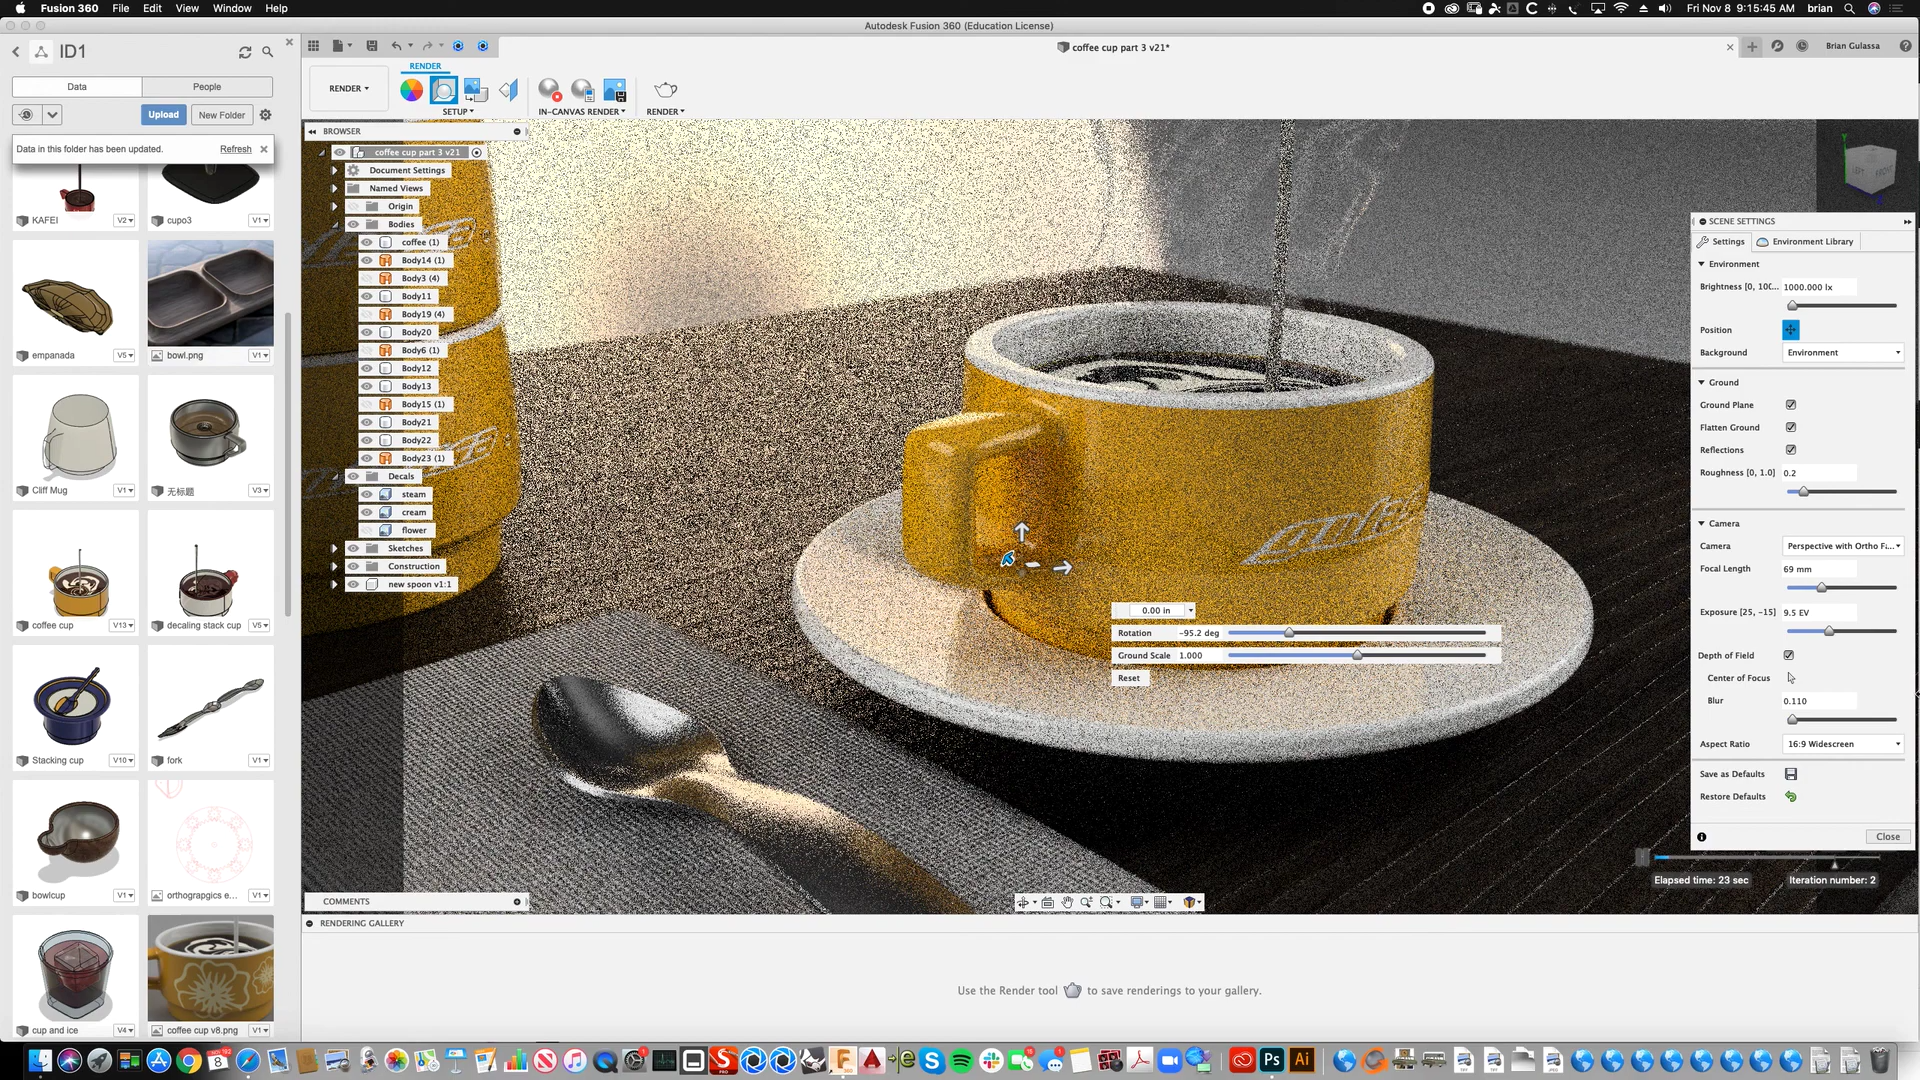 Fusion 360 File Edit View Window Help
Fri Nov 8 9:15:45 AM brian
Autodesk Fusion 360 (Education License)
ID1
coffee cup part 3 v21*
Brian Gulassa
Data People
Upload New Folder
Data in this folder has been updated. Refresh
KAFEI V2
cupo3 V1
empanada V5
bowl.png V1
Cliff Mug V1
无标题 V3
coffee cup V13
decaling stack cup V5
Stacking cup V10
fork V1
bowlcup V1
orthograpgics e... V1
cup and ice V4
coffee cup v8.png V1
RENDER
RENDER
SETUP
IN-CANVAS RENDER
RENDER
BROWSER
coffee cup part 3 v21
Document Settings
Named Views
Origin
Bodies
coffee (1)
Body14 (1)
Body3 (4)
Body11
Body19 (4)
Body20
Body6 (1)
Body12
Body13
Body15 (1)
Body21
Body22
Body23 (1)
Decals
steam
cream
flower
Sketches
Construction
new spoon v1:1
0.00 in
Rotation -95.2 deg
Ground Scale 1.000
Reset
SCENE SETTINGS
Settings Environment Library
Environment
Brightness [0, 100... 1000.000 lx
Position
Background Environment
Ground
Ground Plane
Flatten Ground
Reflections
Roughness [0, 1.0] 0.2
Camera
Camera Perspective with Ortho F...
Focal Length 69 mm
Exposure [25, -15] 9.5 EV
Depth of Field
Center of Focus
Blur 0.110
Aspect Ratio 16:9 Widescreen
Save as Defaults
Restore Defaults
Close
Elapsed time: 23 sec Iteration number: 2
COMMENTS
RENDERING GALLERY
Use the Render tool to save renderings to your gallery.
Ps
Ai